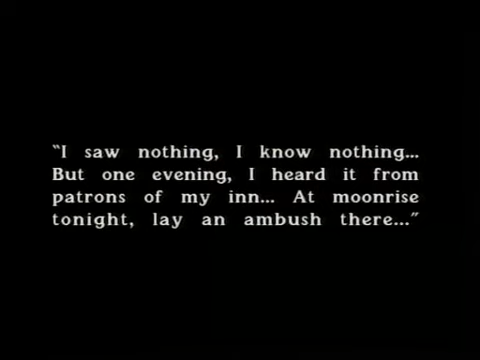 “I saw nothing, I know nothing...
But one evening, I heard it from
patrons of my inn... At moonrise
tonight, lay an ambush there...”